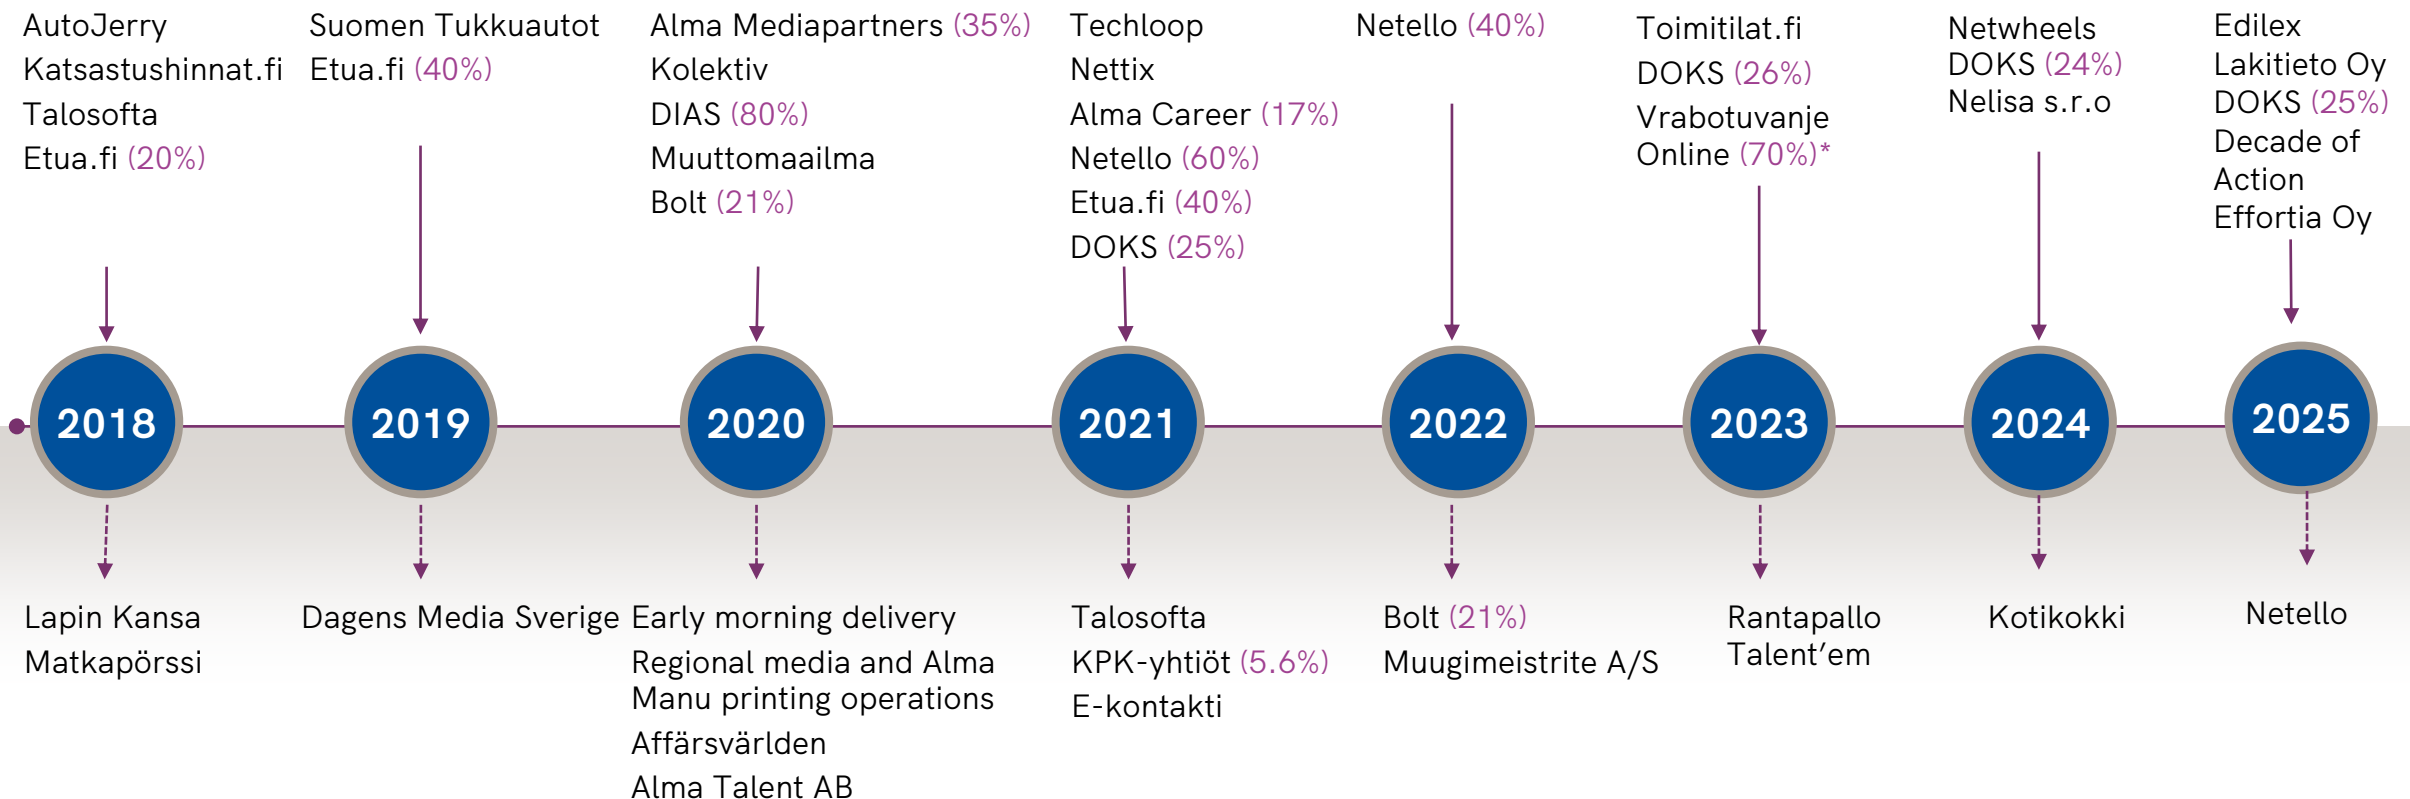 AutoJerry
Katsastushinnat.fi
Talosofta
Etua.fi (20%)
Suomen Tukkuautot
Etua.fi (40%)
Alma Mediapartners (35%)
Kolektiv
DIAS (80%)
Muuttomaailma
Bolt (21%)
Techloop
Nettix
Alma Career (17%)
Netello (60%)
Etua.fi (40%)
DOKS (25%)
Netello (40%)
Toimitilat.fi
DOKS (26%)
Vrabotuvanje
Online (70%)*
Netwheels
DOKS (24%)
Nelisa s.r.o
Edilex
Lakitieto Oy
DOKS (25%)
Decade of
Action
Effortia Oy
2018
2019
2020
2021
2022
2023
2024
2025
Lapin Kansa
Matkapörssi
Dagens Media Sverige
Early morning delivery
Regional media and Alma
Manu printing operations
Affärsvärlden
Alma Talent AB
Talosofta
KPK-yhtiöt (5.6%)
E-kontakti
Bolt (21%)
Muugimeistrite A/S
Rantapallo
Talent’em
Kotikokki
Netello